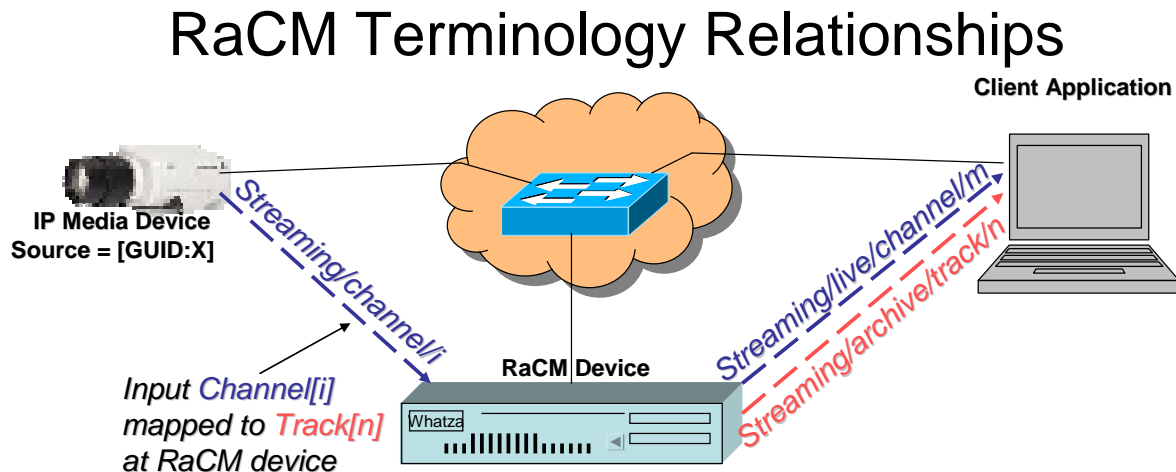 RaCM Terminology Relationships
Client Application
IP Media Device
Source = [GUID:X]
Streaming/channel/i
Streaming/live/channel/m
Streaming/archive/track/n
RaCM Device
Input Channel[i]
mapped to Track[n]
at RaCM device
Whatza